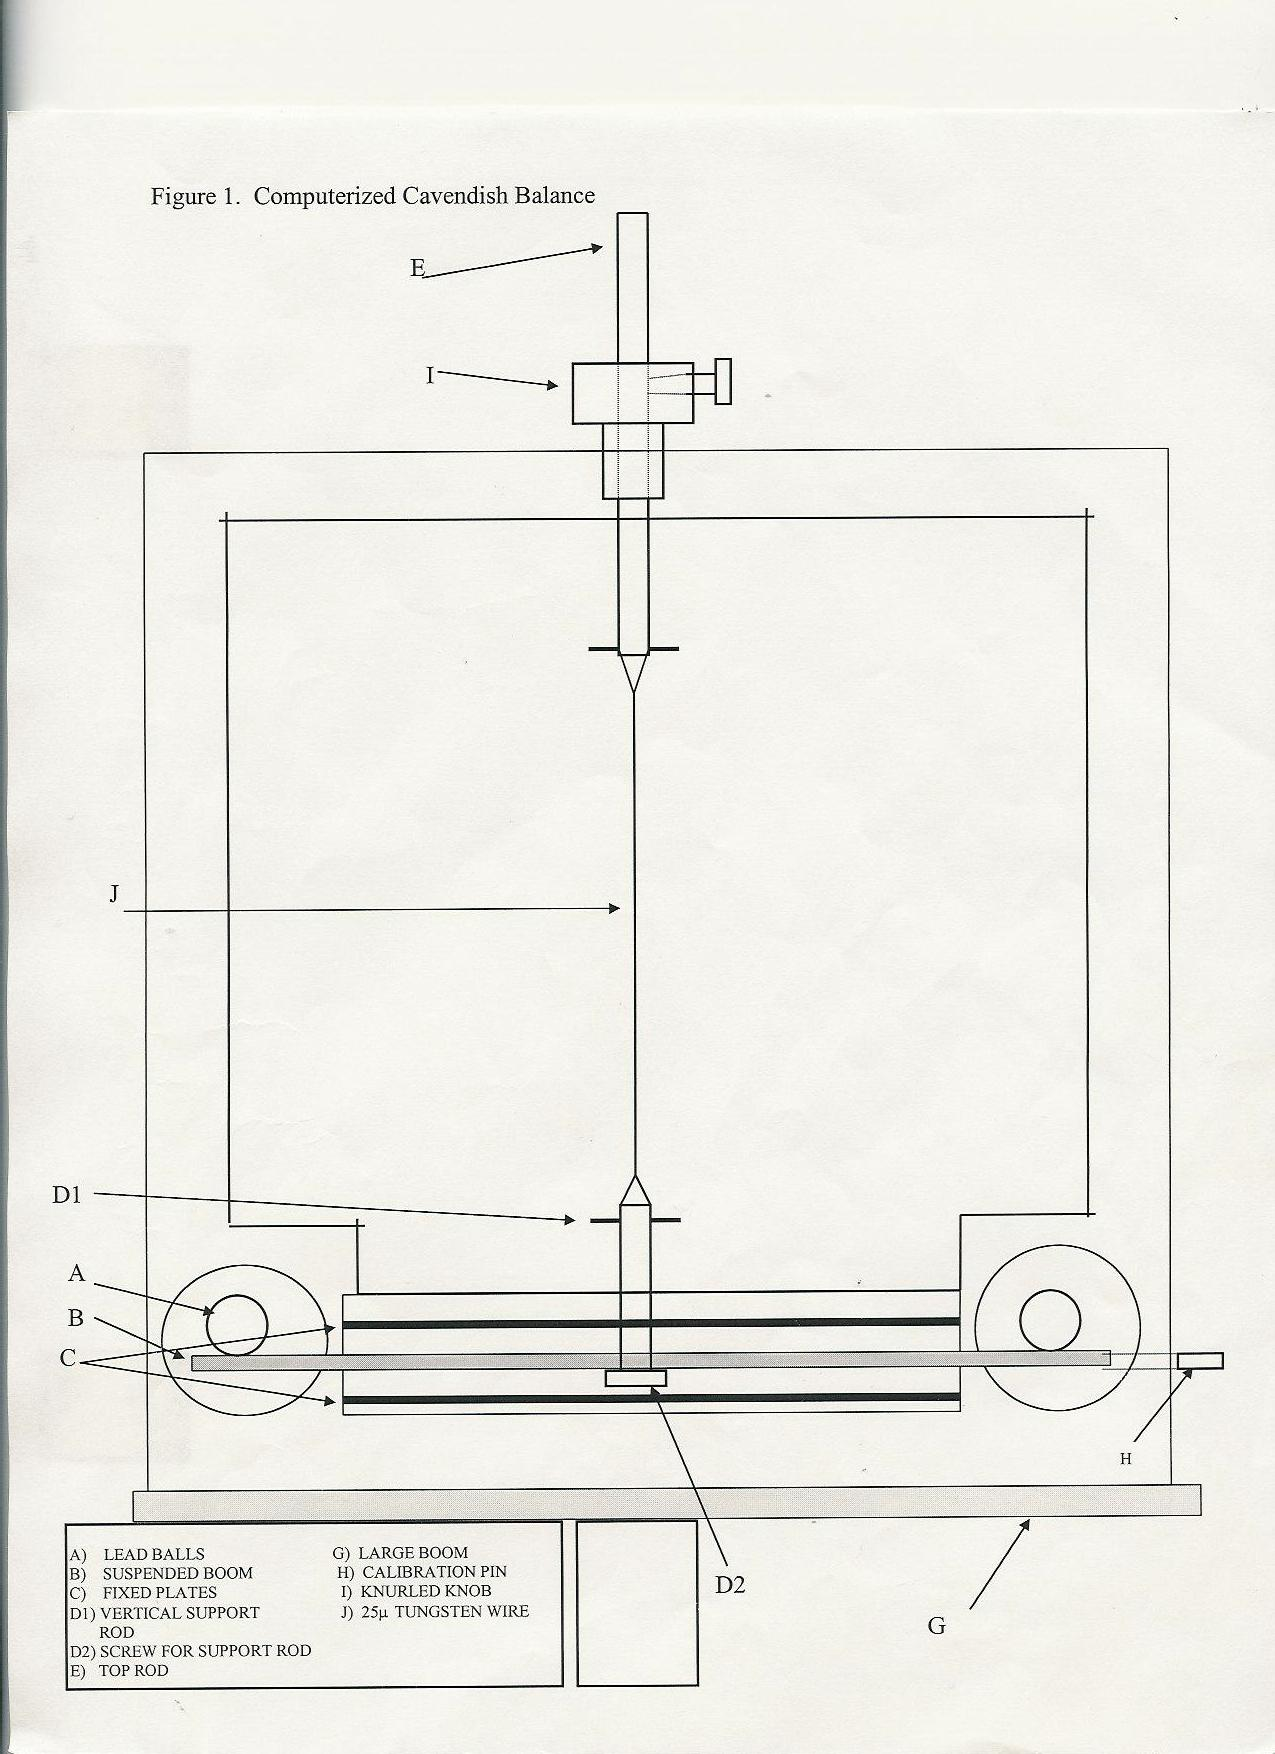 Figure 1. Computerized Cavendish Balance
E
I
J
D1
A
B
C
H
D2
G
A) LEAD BALLS
B) SUSPENDED BOOM
C) FIXED PLATES
D1) VERTICAL SUPPORT
ROD
D2) SCREW FOR SUPPORT ROD
E) TOP ROD
G) LARGE BOOM
H) CALIBRATION PIN
I) KNURLED KNOB
J) 25μ TUNGSTEN WIRE